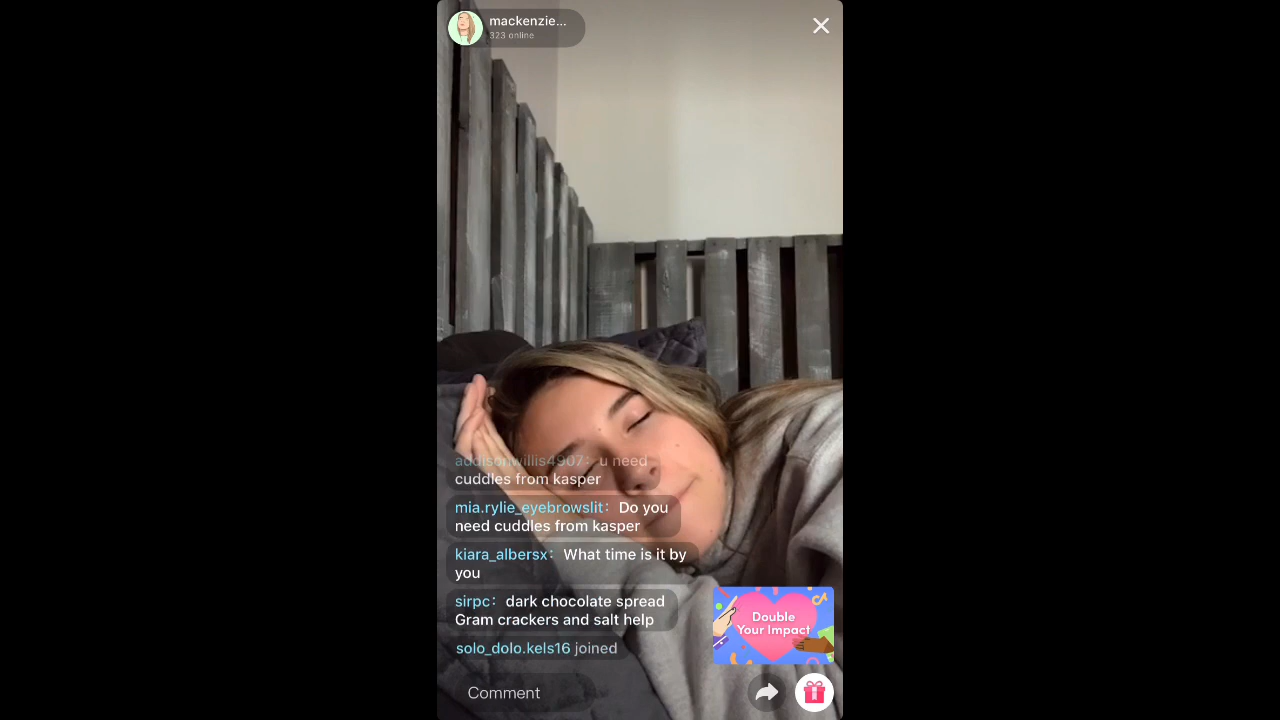 mackenzie...
323 online
addisonwillis4907: u need
cuddles from kasper
mia.rylie_eyebrowslit: Do you
need cuddles from kasper
kiara_albersx: What time is it by
you
sirpc: dark chocolate spread
Gram crackers and salt help
solo_dolo.kels16 joined
Double
Your Impact
Comment